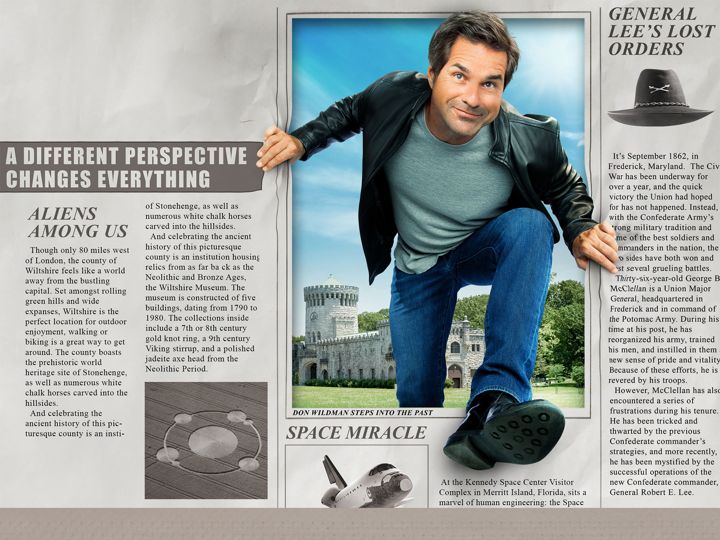 A DIFFERENT PERSPECTIVE
CHANGES EVERYTHING
ALIENS
AMONG US
Though only 80 miles west
of London, the county of
Wiltshire feels like a world
away from the bustling
capital. Set amongst rolling
green hills and wide
expanses, Wiltshire is the
perfect location for outdoor
enjoyment, walking or
biking is a great way to get
around. The county boasts
the prehistoric world
heritage site of Stonehenge,
as well as numerous white
chalk horses carved into the
hillsides.
And celebrating the
ancient history of this pic-
turesque county is an insti-
of Stonehenge, as well as
numerous white chalk horses
carved into the hillsides.
And celebrating the ancient
history of this picturesque
county is an institution housing
relics from as far ba ck as the
Neolithic and Bronze Ages,
the Wiltshire Museum. The
museum is constructed of five
buildings, dating from 1790 to
1980. The collections inside
include a 7th or 8th century
gold knot ring, a 9th century
Viking stirrup, and a polished
jadeite axe head from the
Neolithic Period.
DON WILDMAN STEPS INTO THE PAST
SPACE MIRACLE
At the Kennedy Space Center Visitor
Complex in Merritt Island, Florida, sits a
marvel of human engineering: the Space
GENERAL
LEE'S LOST
ORDERS
It's September 1862, in
Frederick, Maryland. The Civ
War has been underway for
over a year, and the quick
victory the Union had hoped
for has not happened. Instead,
with the Confederate Army's
rong military tradition and
me of the best soldiers and
mmanders in the nation, the
o sides have both won and
st several grueling battles.
Thirty-six-year-old George B
McClellan is a Union Major
General, headquartered in
Frederick and in command of
the Potomac Army. During his
time at his post, he has
reorganized his army, trained
his men, and instilled in them a
new sense of pride and vitality
Because of these efforts, he is
revered by his troops.
However, McClellan has also
encountered a series of
frustrations during his tenure.
He has been tricked and
thwarted by the previous
Confederate commander's
strategies, and more recently,
he has been mystified by the
successful operations of the
new Confederate commander,
General Robert E. Lee.